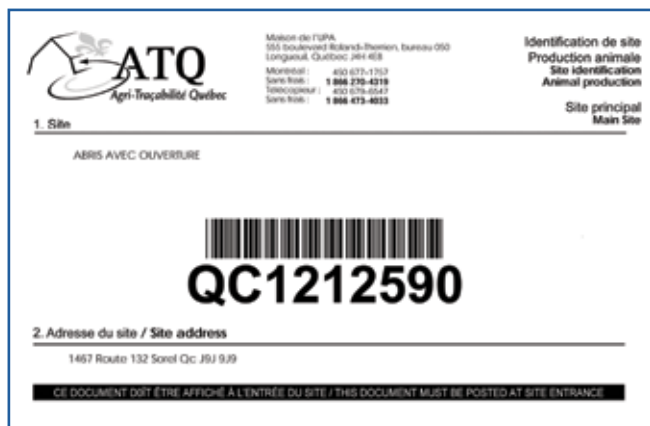 ATQ
Agri-Traçabilité Québec
Maison de l'UPA
555 boulevard Roland-Therrien, bureau 050
Longueuil, Québec J4H 4E8
Montréal : 450 677-1757
Sans frais : 1 866 270-4319
Télécopieur : 450 679-6547
Sans frais : 1 866 473-4033
Identification de site
Production animale
Site identification
Animal production
Site principal
Main Site
1. Site
ABRIS AVEC OUVERTURE
QC1212590
2. Adresse du site / Site address
1467 Route 132 Sorel Qc J9J 9J9
CE DOCUMENT DOIT ÊTRE AFFICHÉ À L'ENTRÉE DU SITE / THIS DOCUMENT MUST BE POSTED AT SITE ENTRANCE